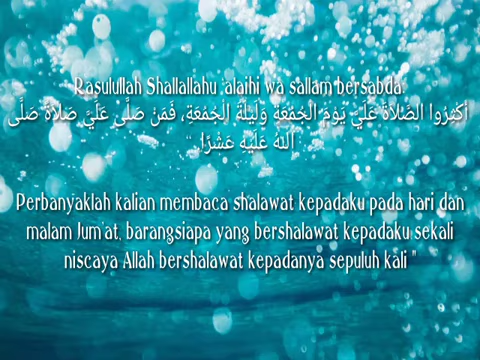 Rasulullah Shallallahu 'alaihi wa sallam bersabda:
أَكْثِرُوا الصَّلَاةَ عَلَيَّ يَوْمَ الْجُمُعَةِ وَلَيْلَةَ الْجُمُعَةِ، فَمَنْ صَلَّى عَلَيَّ صَلَاةً صَلَّى
اللهُ عَلَيْهِ عَشْرًا
Perbanyaklah kalian membaca shalawat kepadaku pada hari dan
malam Jum'at, barangsiapa yang bershalawat kepadaku sekali
niscaya Allah bershalawat kepadanya sepuluh kali "